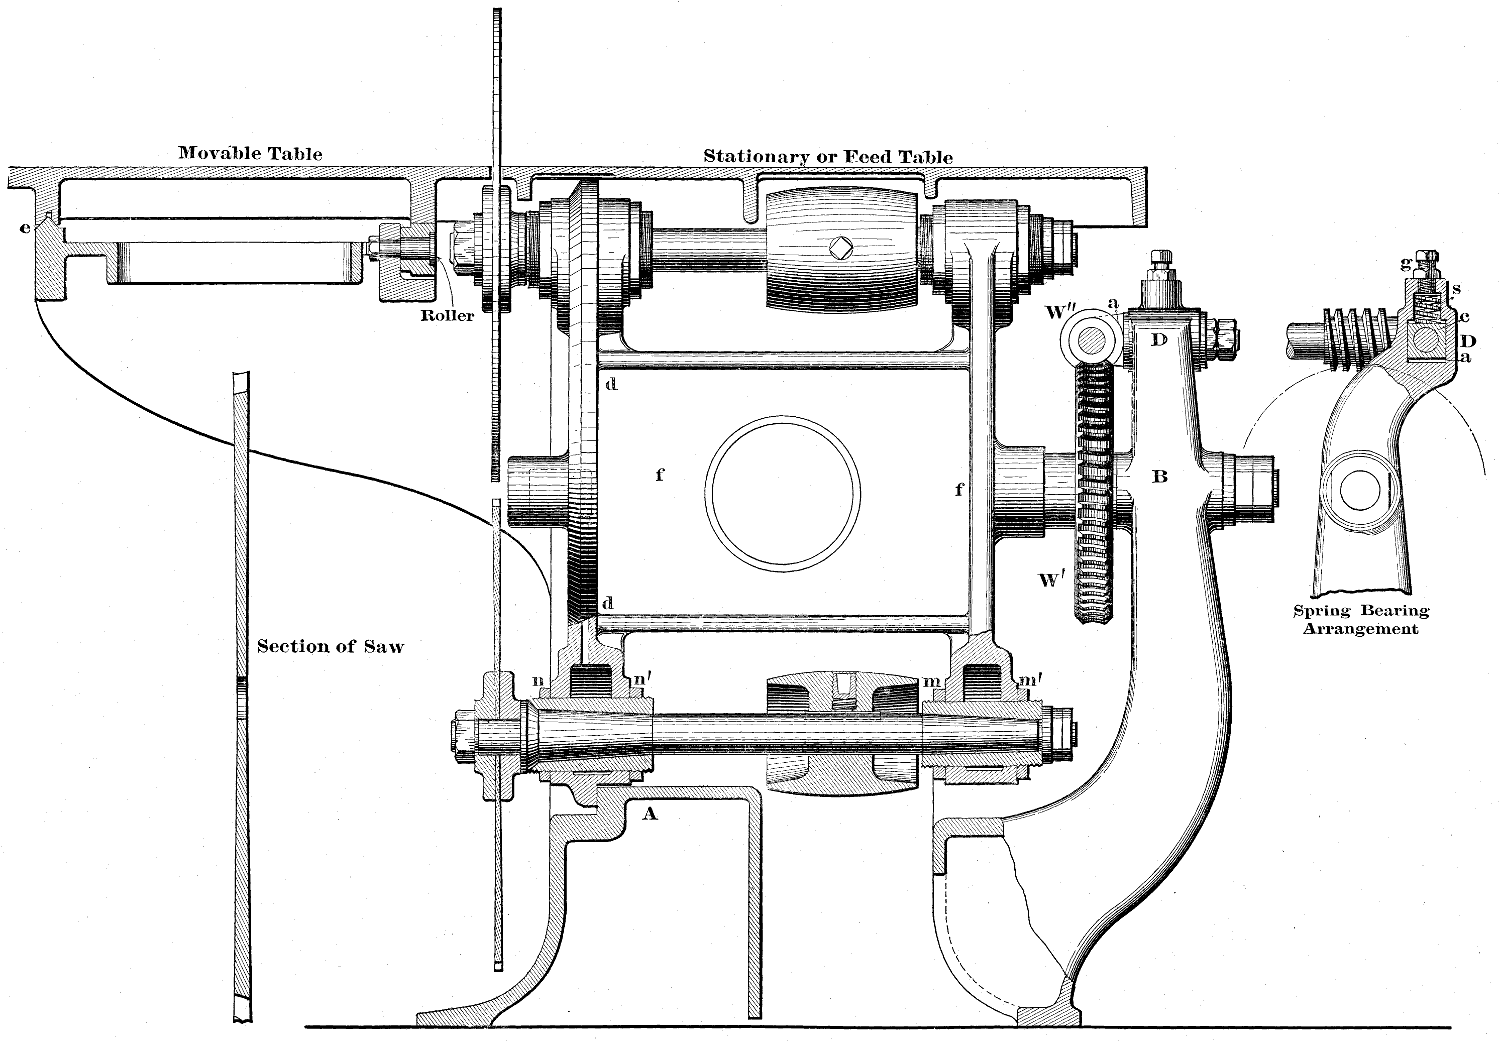 Movable Table
Stationary or Feed Table
e
Roller
W″
a
D
g
s
c
D
a
d
f
f
B
W′
d
Spring Bearing
Arrangement
Section of Saw
n
n′
m
m′
A